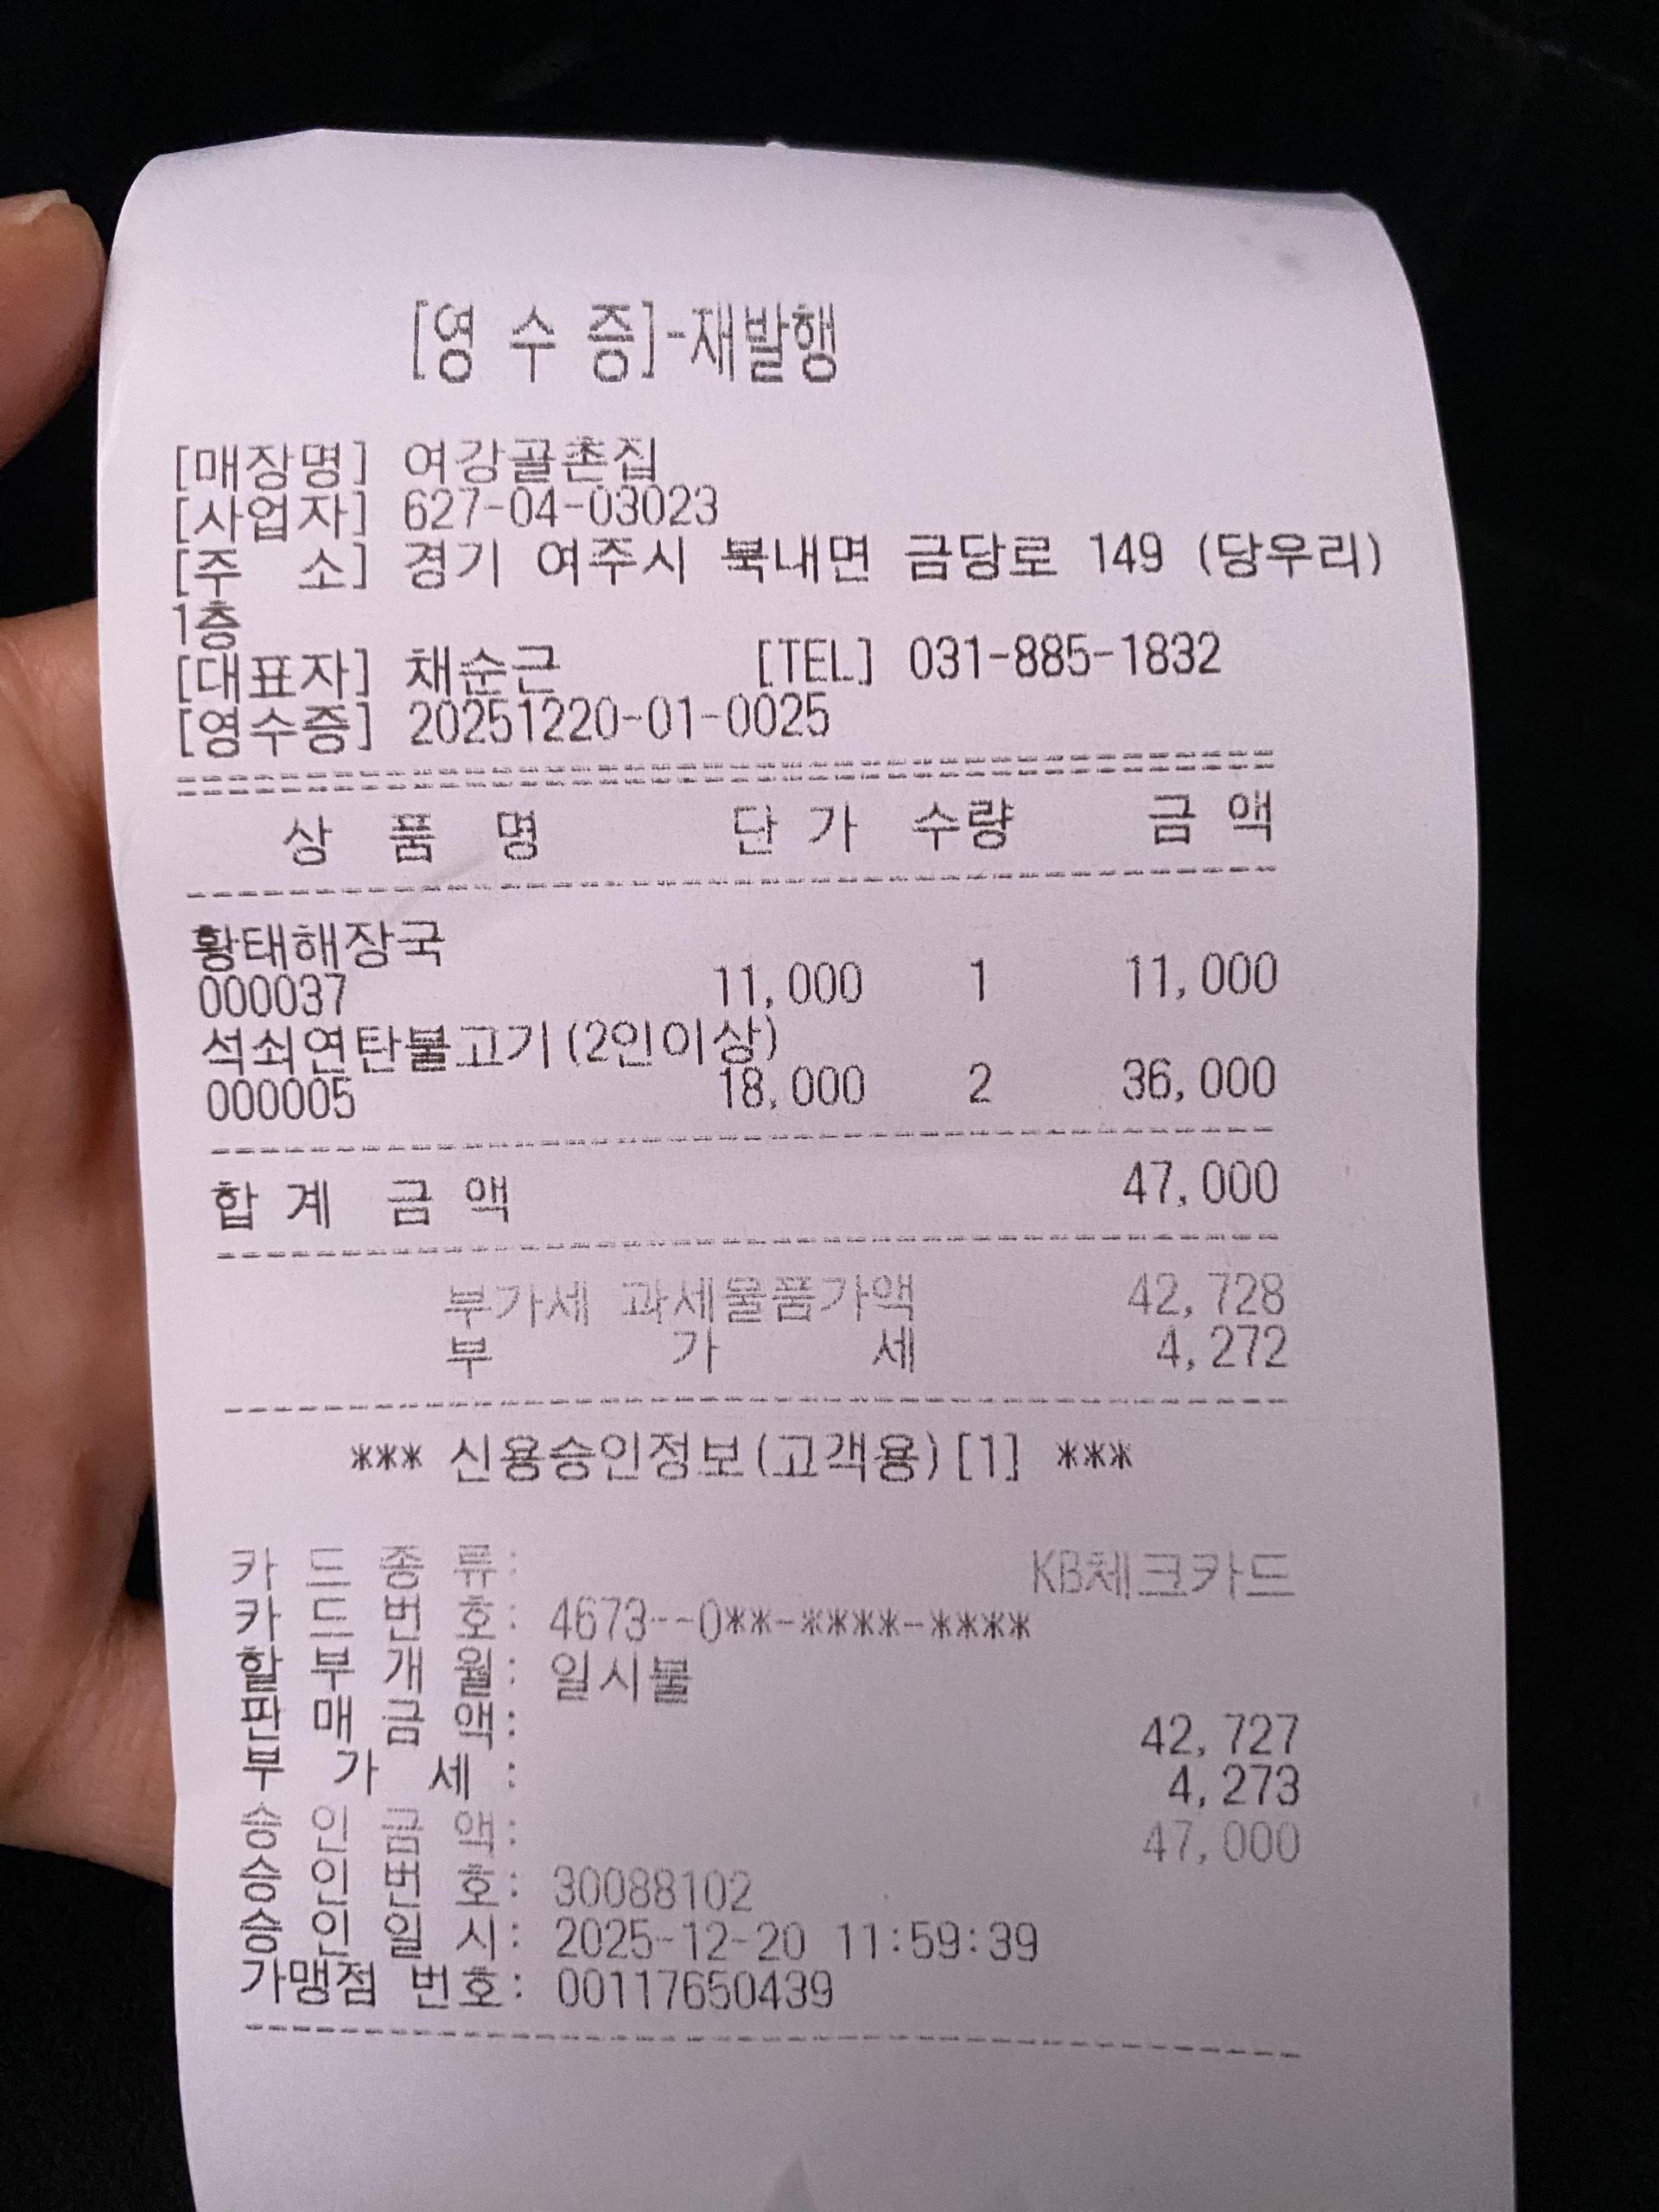 [영 수 증]-재발행
[매장명] 여강골촌집
[사업자] 627-04-03023
[주 소] 경기 여주시 북내면 금당로 149 (당우리)
1층
[대표자] 채순근 [TEL] 031-885-1832
[영수증] 20251220-01-0025
상 품 명 단 가 수량 금 액
황태해장국
000037 11,000 1 11,000
석쇠연탄불고기(2인이상)
000005 18,000 2 36,000
합 계 금 액 47,000
부가세 과세물품가액 42,728
부 가 세 4,272
*** 신용승인정보(고객용)[1] ***
카 드 종 류: KB체크카드
카 드 번 호: 4673--0**-****-****
할 부 개 월: 일시불
판 매 금 액: 42,727
부 가 세 : 4,273
승 인 금 액: 47,000
승 인 번 호: 30088102
승 인 일 시: 2025-12-20 11:59:39
가맹점 번호: 00117650439